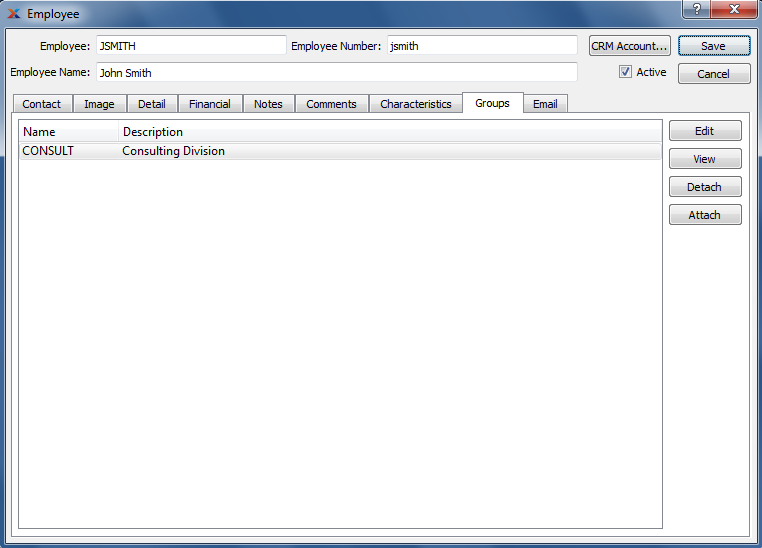 Employee
Employee: JSMITH Employee Number: jsmith CRM Account... Save
Employee Name: John Smith Active Cancel
Contact Image Detail Financial Notes Comments Characteristics Groups Email
Name Description Edit
CONSULT Consulting Division
View
Detach
Attach